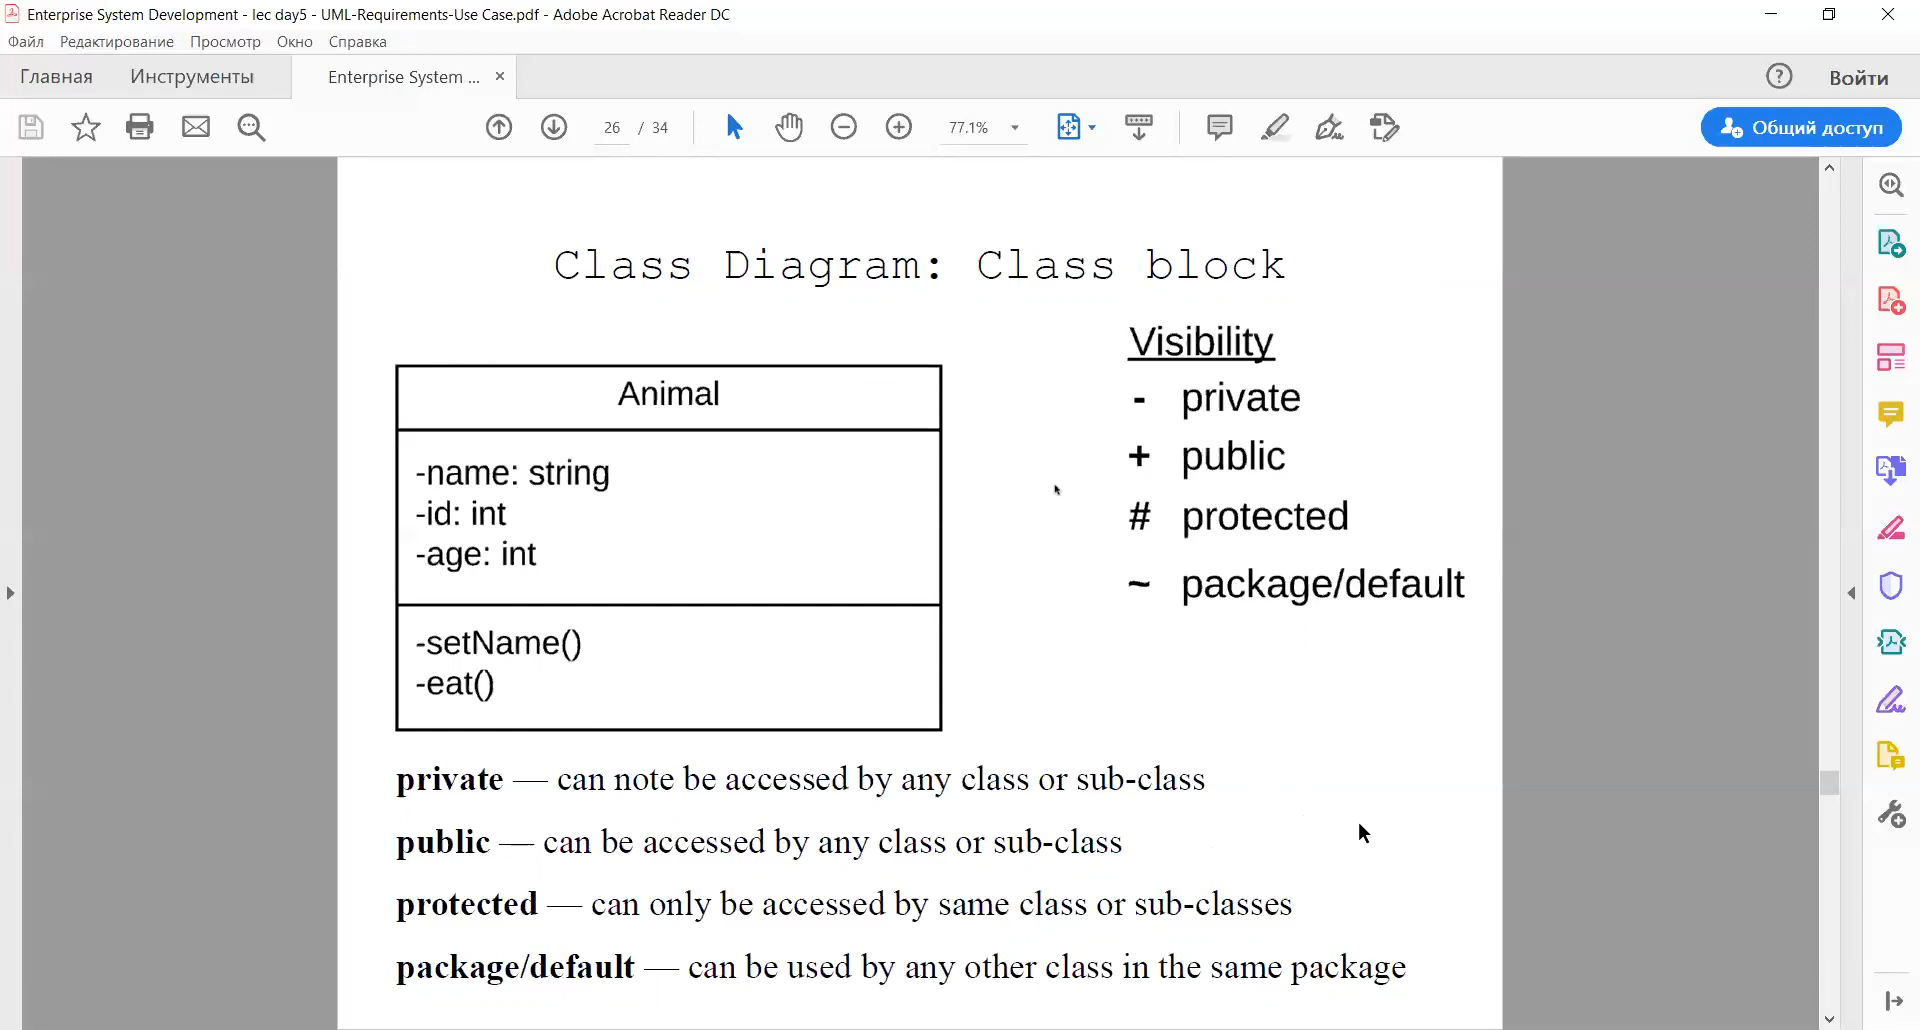 Enterprise System Development - lec day5 - UML-Requirements-Use Case.pdf - Adobe Acrobat Reader DC
Файл Редактирование Просмотр Окно Справка
Главная Инструменты Enterprise System ... × ? Войти
26 / 34 77.1% Общий доступ
Class Diagram: Class block
Animal
-name: string
-id: int
-age: int
-setName()
-eat()
Visibility
- private
+ public
# protected
~ package/default
private — can note be accessed by any class or sub-class
public — can be accessed by any class or sub-class
protected — can only be accessed by same class or sub-classes
package/default — can be used by any other class in the same package